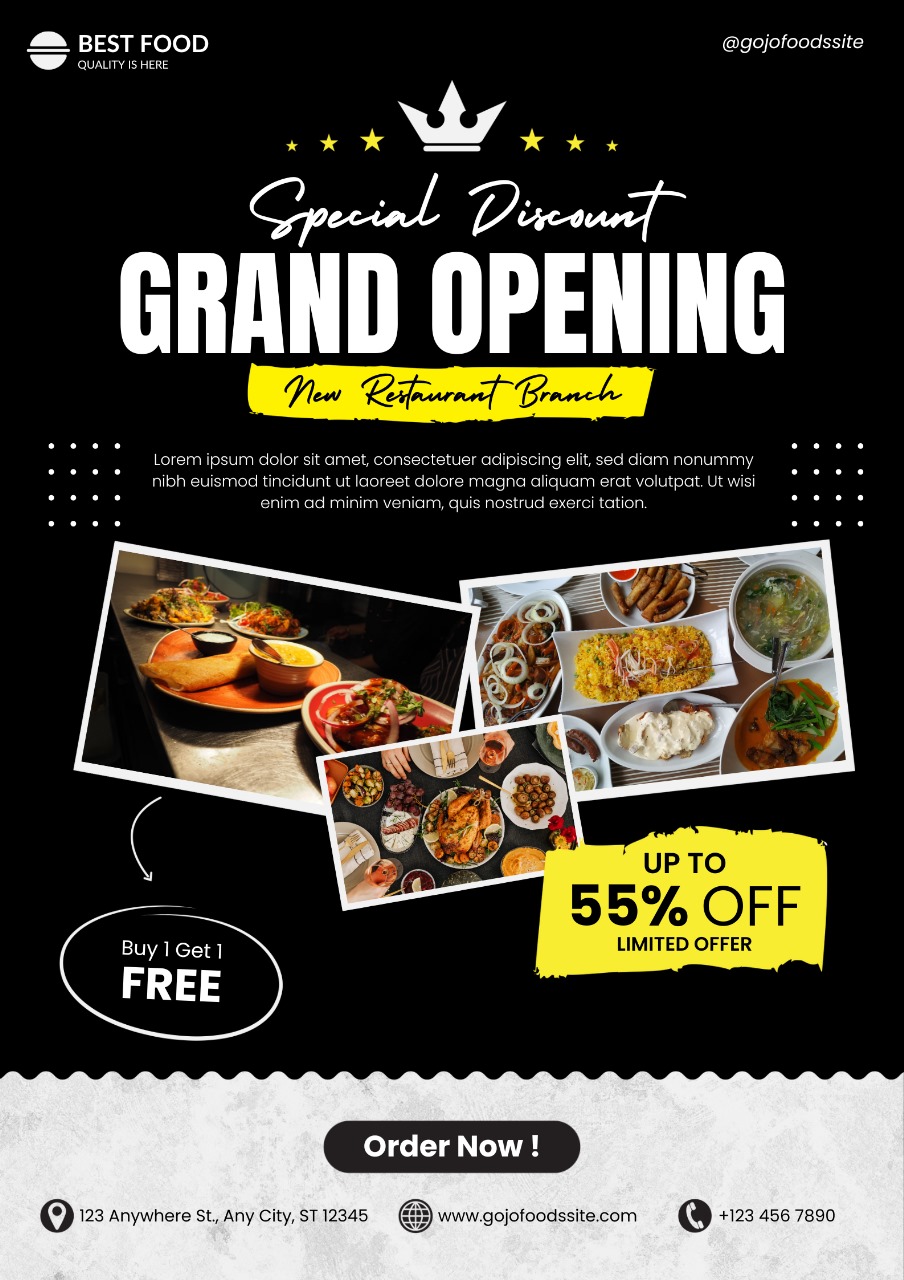 BEST FOOD
QUALITY IS HERE
@gojofoodssite
Special Discount
GRAND OPENING
New Restaurant Branch
Lorem ipsum dolor sit amet, consectetuer adipiscing elit, sed diam nonummy
nibh euismod tincidunt ut laoreet dolore magna aliquam erat volutpat. Ut wisi
enim ad minim veniam, quis nostrud exerci tation.
UP TO
55% OFF
LIMITED OFFER
Buy 1 Get 1
FREE
Order Now !
123 Anywhere St., Any City, ST 12345
www.gojofoodssite.com
+123 456 7890